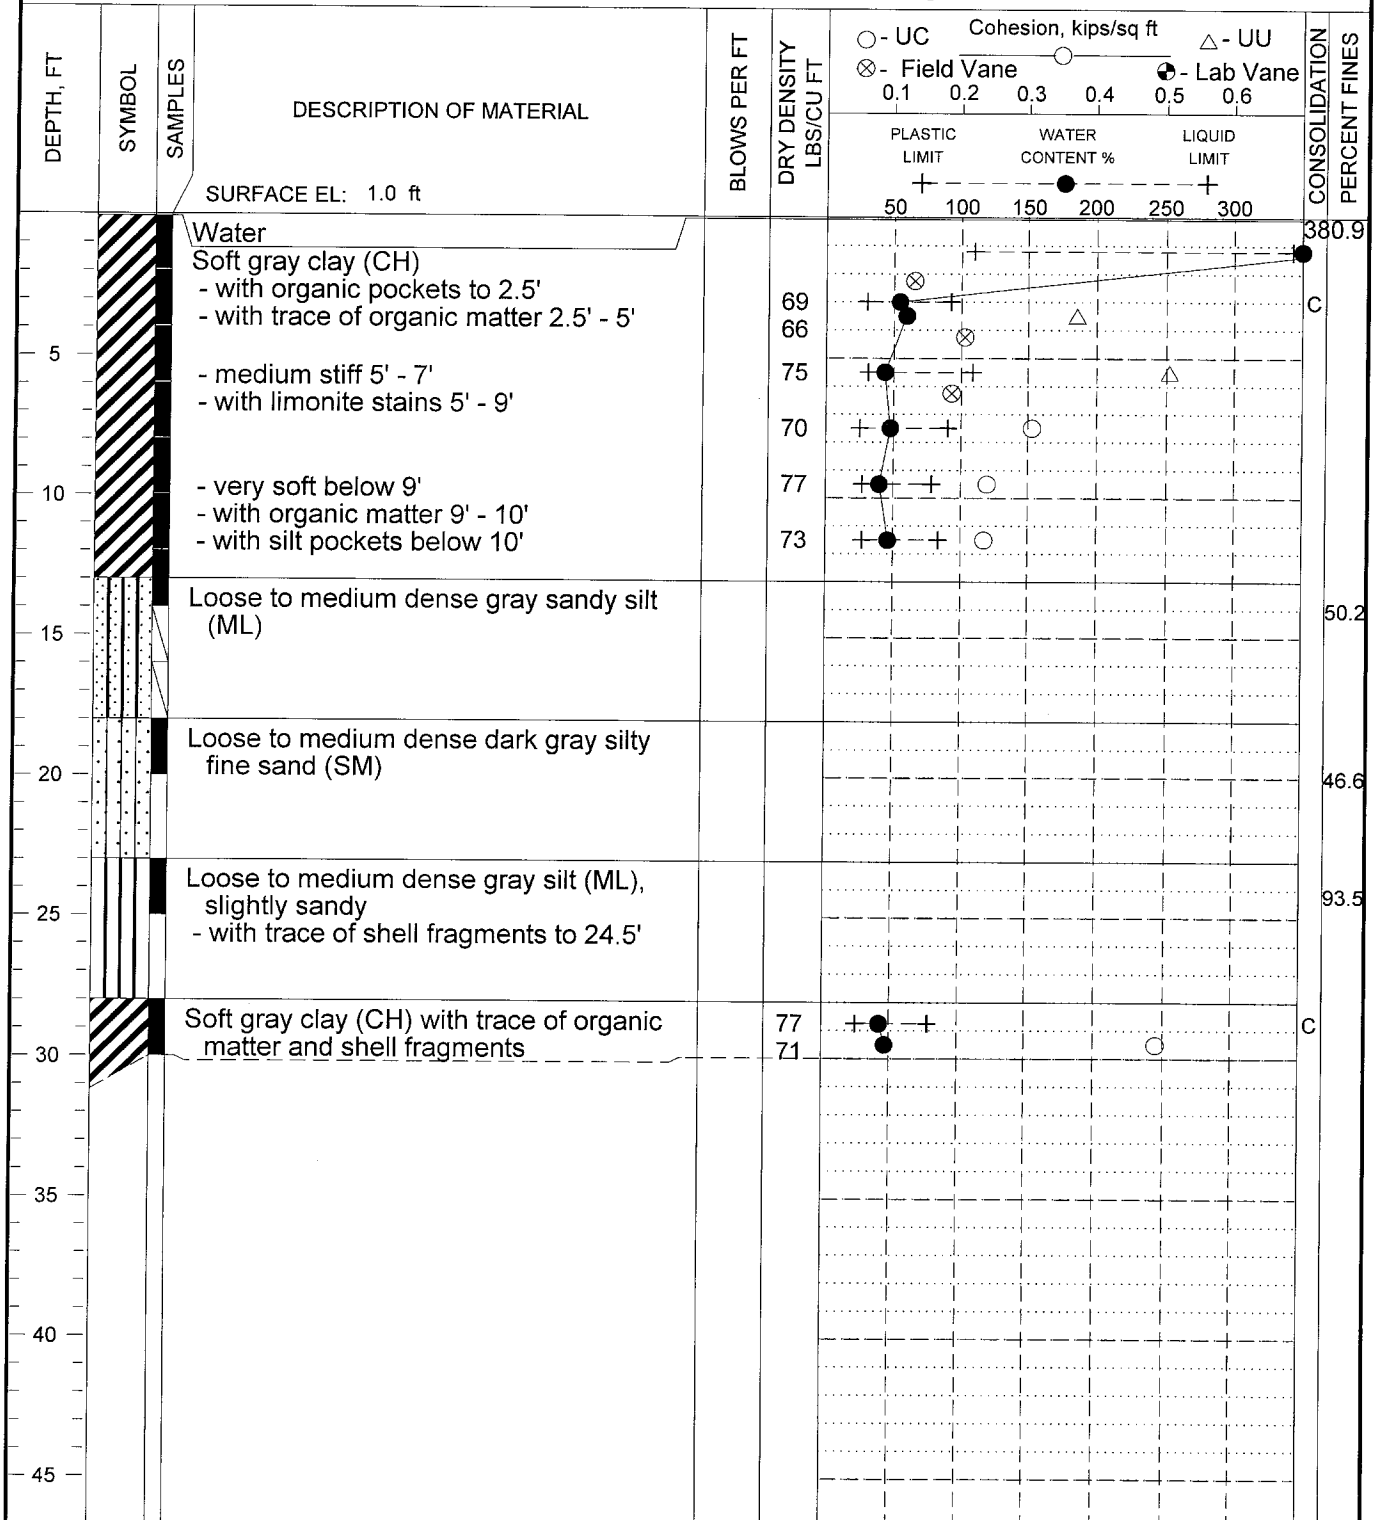 DEPTH, FT
SYMBOL
SAMPLES
DESCRIPTION OF MATERIAL
SURFACE EL: 1.0 ft
BLOWS PER FT
DRY DENSITY
LBS/CU FT
Cohesion, kips/sq ft
- UC
- UU
- Field Vane
- Lab Vane
0.1 0.2 0.3 0.4 0.5 0.6
PLASTIC LIMIT
WATER CONTENT %
LIQUID LIMIT
50 100 150 200 250 300
CONSOLIDATION
PERCENT FINES
Water
380.9
Soft gray clay (CH)
- with organic pockets to 2.5'
69
C
- with trace of organic matter 2.5' - 5'
66
5
- medium stiff 5' - 7'
75
- with limonite stains 5' - 9'
70
- very soft below 9'
77
10
- with organic matter 9' - 10'
- with silt pockets below 10'
73
Loose to medium dense gray sandy silt
(ML)
50.2
15
Loose to medium dense dark gray silty
fine sand (SM)
20
46.6
Loose to medium dense gray silt (ML),
slightly sandy
93.5
25
- with trace of shell fragments to 24.5'
Soft gray clay (CH) with trace of organic
77
C
matter and shell fragments
71
30
35
40
45